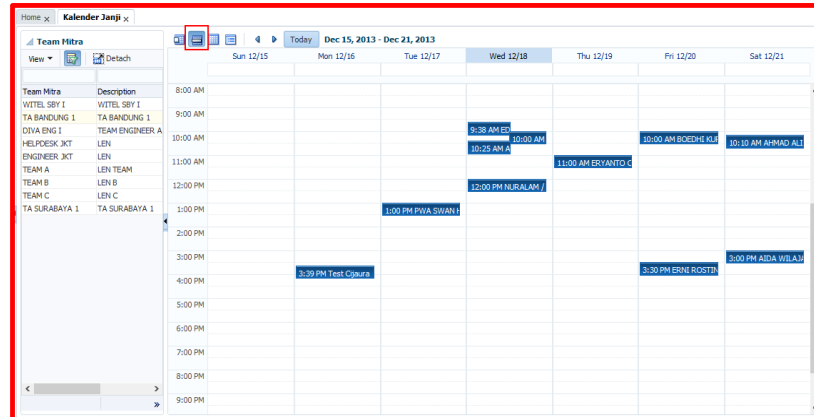 Home x Kalender Janji x
Team Mitra
View Detach
Team Mitra Description
WITEL SBY I WITEL SBY I
TA BANDUNG 1 TA BANDUNG 1
DIVA ENG I TEAM ENGINEER A
HELPDESK JKT LEN
ENGINEER JKT LEN
TEAM A LEN TEAM
TEAM B LEN B
TEAM C LEN C
TA SURABAYA 1 TA SURABAYA 1
Today Dec 15, 2013 - Dec 21, 2013
Sun 12/15 Mon 12/16 Tue 12/17 Wed 12/18 Thu 12/19 Fri 12/20 Sat 12/21
8:00 AM
9:00 AM
9:38 AM ED
10:00 AM 10:00 AM 10:00 AM BOEDHI KUR 10:10 AM AHMAD ALI
10:25 AM A
11:00 AM 11:00 AM ERYANTO C
12:00 PM 12:00 PM NURALAM /
1:00 PM 1:00 PM PWA SWAN H
2:00 PM
3:00 PM 3:00 PM AIDA WILAJA
3:39 PM Test Cijaura 3:30 PM ERNI ROSTIN
4:00 PM
5:00 PM
6:00 PM
7:00 PM
8:00 PM
9:00 PM